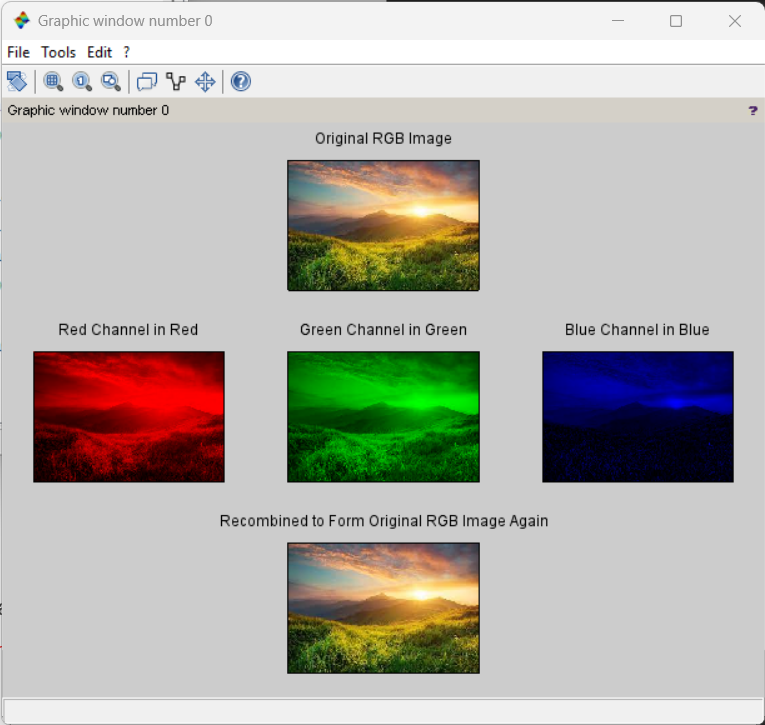 Graphic window number 0
File Tools Edit ?
Graphic window number 0 ?
Original RGB Image
Red Channel in Red Green Channel in Green Blue Channel in Blue
Recombined to Form Original RGB Image Again